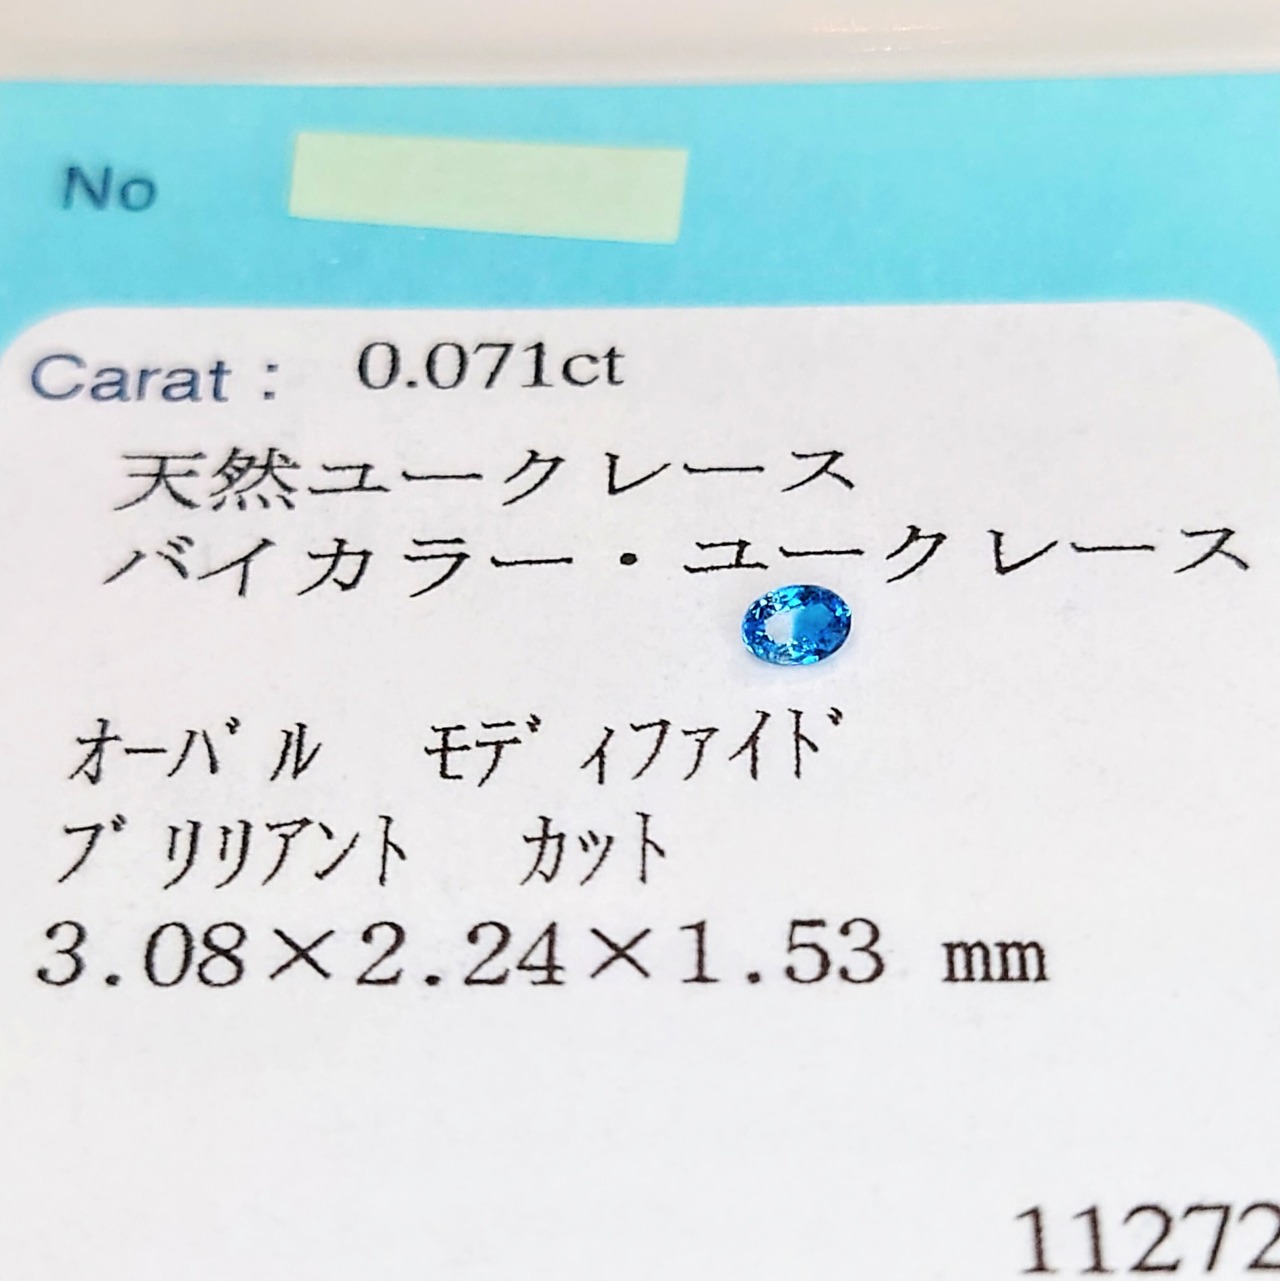 No
Carat : 0.071ct
天然ユークレース
バイカラー・ユークレース
ｵｰﾊﾞﾙ ﾓﾃﾞｨﾌｧｲﾄﾞ
ﾌﾞﾘﾘｱﾝﾄ ｶｯﾄ
3.08×2.24×1.53 mm
11272